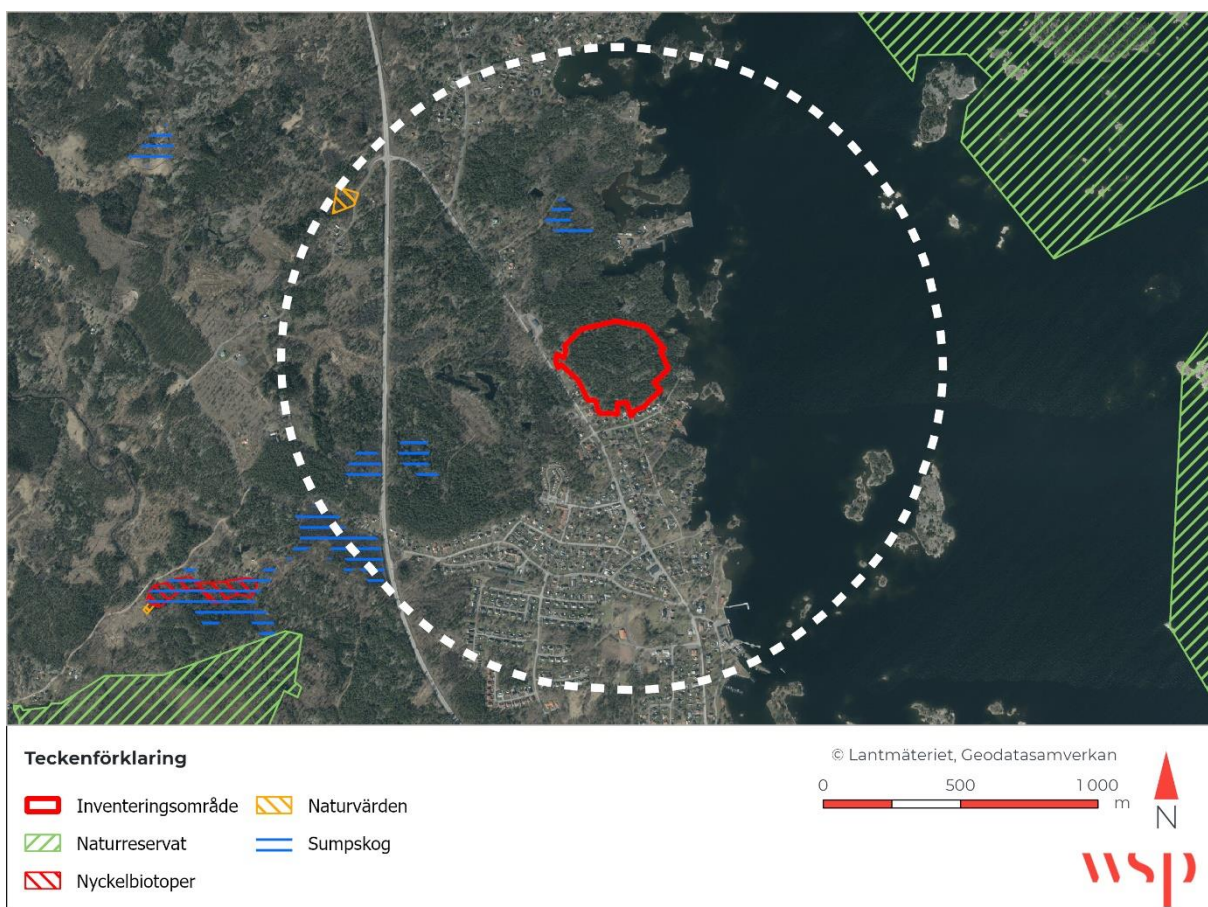 Teckenförklaring
Inventeringsområde
Naturreservat
Nyckelbiotoper
Naturvärden
Sumpskog
© Lantmäteriet, Geodatasamverkan
0 500 1 000
m
N
wsp